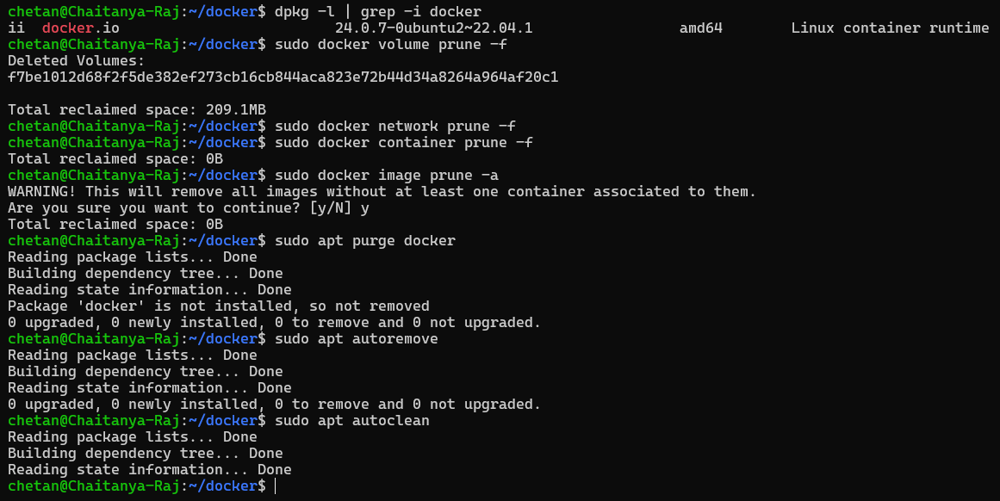 chetan@Chaitanya-Raj:~/docker$ dpkg -l | grep -i docker
ii  docker.io                         24.0.7-0ubuntu2~22.04.1                 amd64        Linux container runtime
chetan@Chaitanya-Raj:~/docker$ sudo docker volume prune -f
Deleted Volumes:
f7be1012d68f2f5de382ef273cb16cb844aca823e72b44d34a8264a964af20c1

Total reclaimed space: 209.1MB
chetan@Chaitanya-Raj:~/docker$ sudo docker network prune -f
chetan@Chaitanya-Raj:~/docker$ sudo docker container prune -f
Total reclaimed space: 0B
chetan@Chaitanya-Raj:~/docker$ sudo docker image prune -a
WARNING! This will remove all images without at least one container associated to them.
Are you sure you want to continue? [y/N] y
Total reclaimed space: 0B
chetan@Chaitanya-Raj:~/docker$ sudo apt purge docker
Reading package lists... Done
Building dependency tree... Done
Reading state information... Done
Package 'docker' is not installed, so not removed
0 upgraded, 0 newly installed, 0 to remove and 0 not upgraded.
chetan@Chaitanya-Raj:~/docker$ sudo apt autoremove
Reading package lists... Done
Building dependency tree... Done
Reading state information... Done
0 upgraded, 0 newly installed, 0 to remove and 0 not upgraded.
chetan@Chaitanya-Raj:~/docker$ sudo apt autoclean
Reading package lists... Done
Building dependency tree... Done
Reading state information... Done
chetan@Chaitanya-Raj:~/docker$